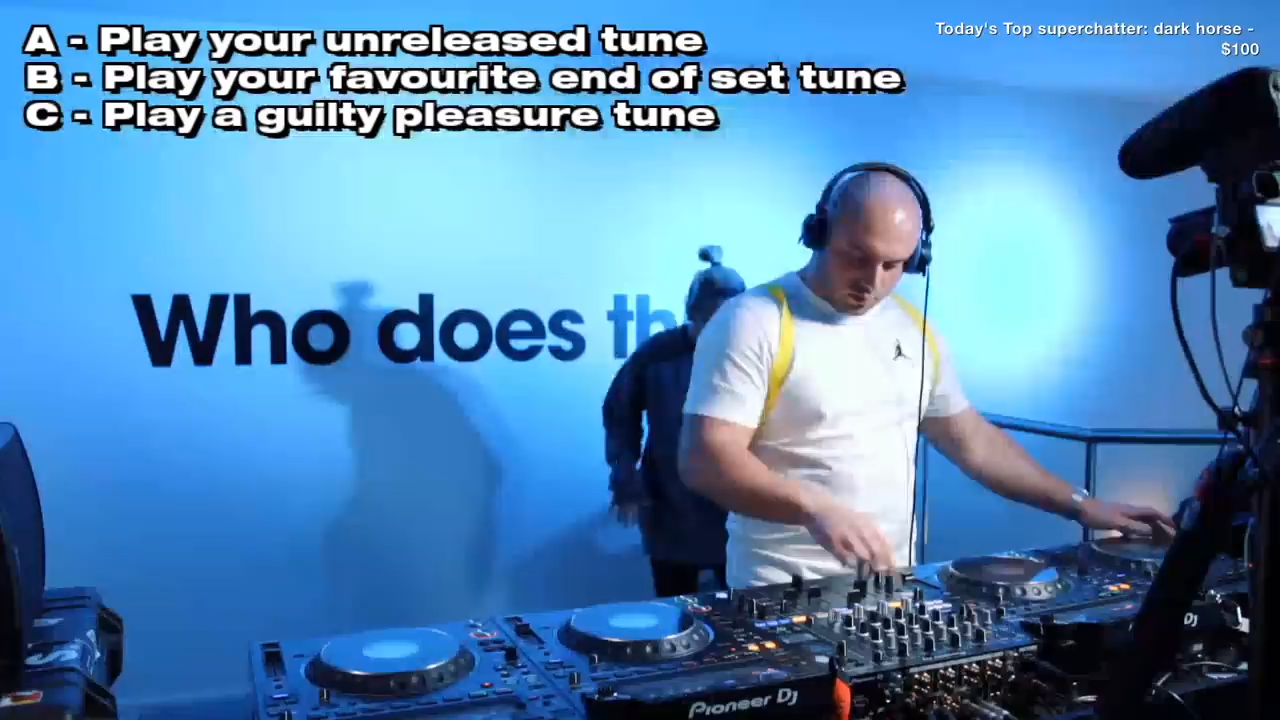 A - Play your unreleased tune
B - Play your favourite end of set tune
C - Play a guilty pleasure tune
Today's Top superchatter: dark horse -
$100
Who does th
Pioneer Dj
DJ